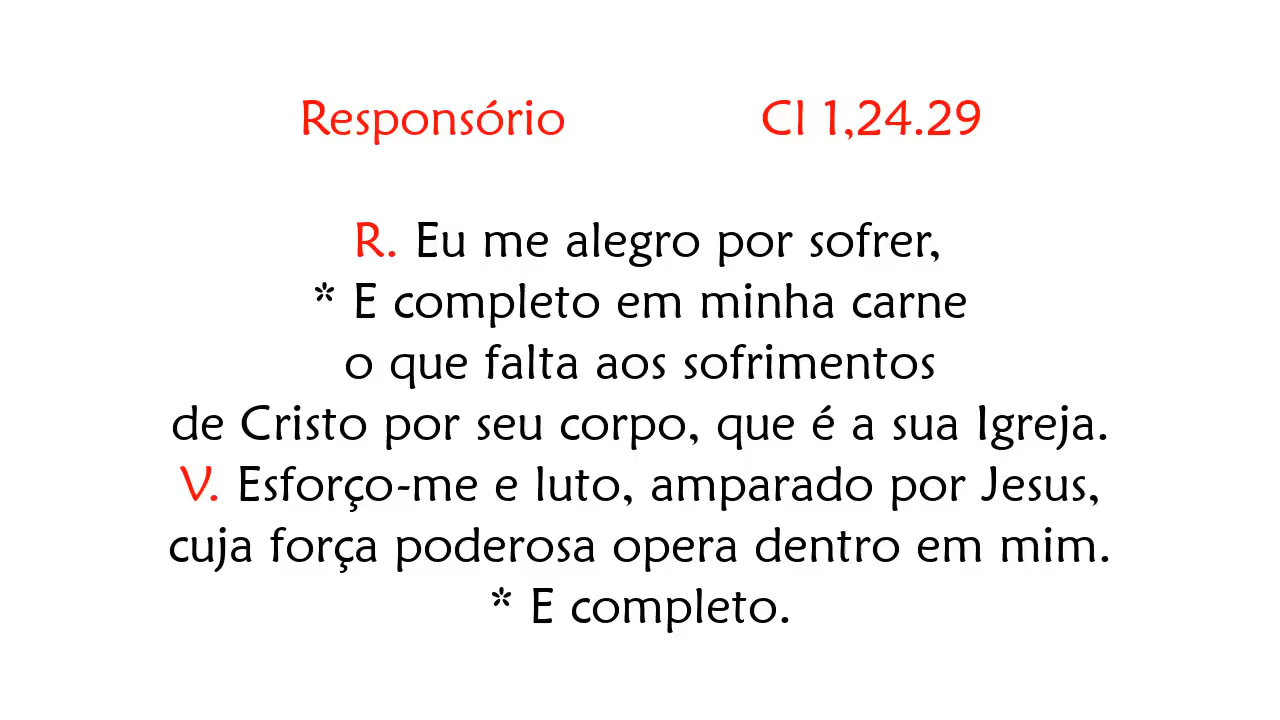 Responsório Cl 1,24.29
R. Eu me alegro por sofrer,
* E completo em minha carne
o que falta aos sofrimentos
de Cristo por seu corpo, que é a sua Igreja.
V. Esforço-me e luto, amparado por Jesus,
cuja força poderosa opera dentro em mim.
* E completo.